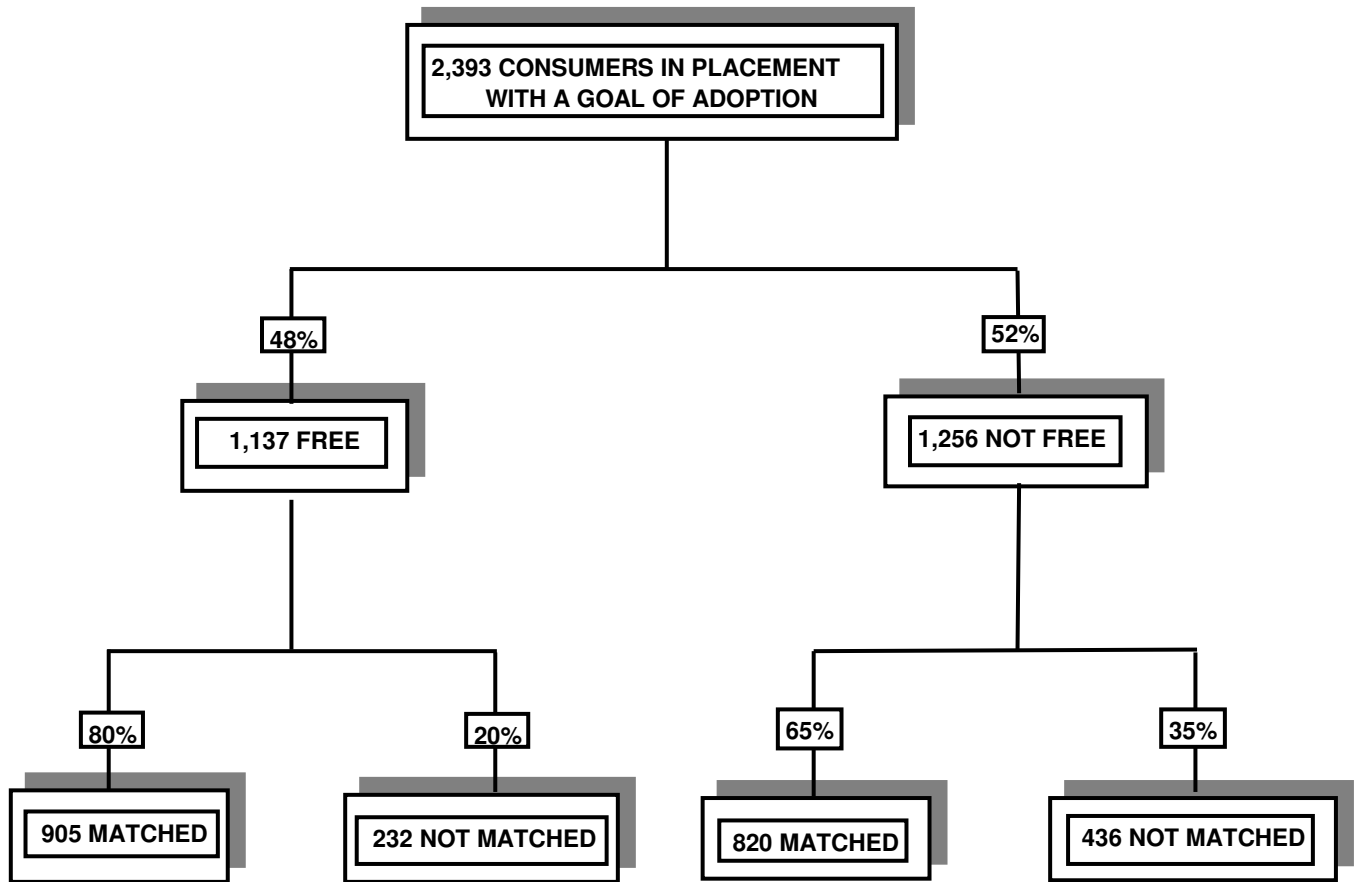 2,393 CONSUMERS IN PLACEMENT
WITH A GOAL OF ADOPTION
48%
52%
1,137 FREE
1,256 NOT FREE
80%
20%
65%
35%
905 MATCHED
232 NOT MATCHED
820 MATCHED
436 NOT MATCHED